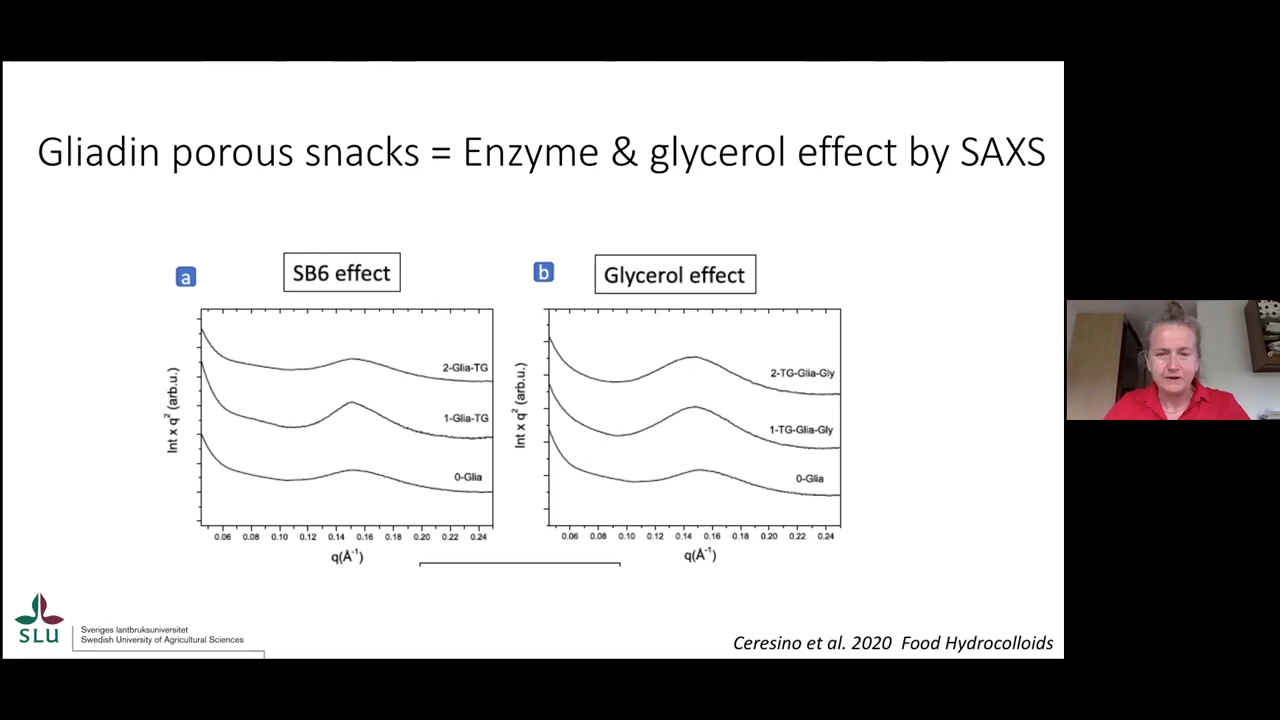 Gliadin porous snacks = Enzyme & glycerol effect by SAXS
a
SB6 effect
b
Glycerol effect
Int x q² (arb.u.)
2-Glia-TG
1-Glia-TG
0-Glia
0.06 0.08 0.10 0.12 0.14 0.16 0.18 0.20 0.22 0.24
q(Å⁻¹)
Int x q² (arb.u.)
2-TG-Glia-Gly
1-TG-Glia-Gly
0-Glia
0.06 0.08 0.10 0.12 0.14 0.16 0.18 0.20 0.22 0.24
q(Å⁻¹)
SLU
Sveriges lantbruksuniversitet
Swedish University of Agricultural Sciences
Ceresino et al. 2020 Food Hydrocolloids